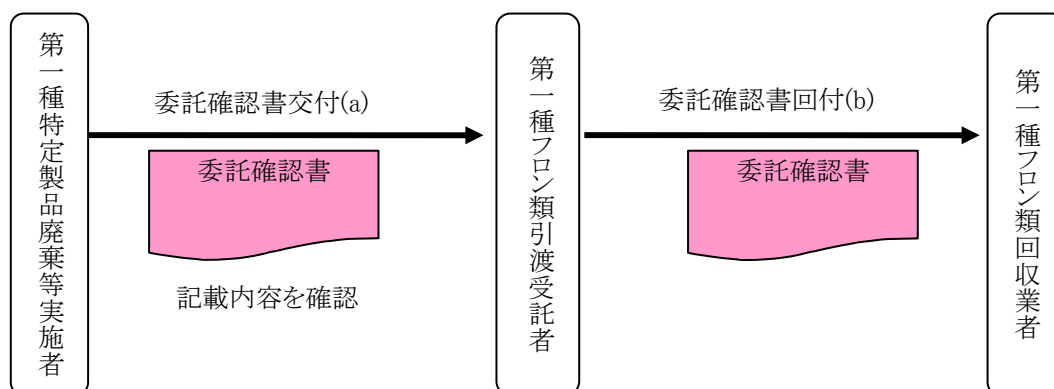 第一種特定製品廃棄等実施者
委託確認書交付(a)
委託確認書
記載内容を確認
第一種フロン類引渡受託者
委託確認書回付(b)
委託確認書
第一種フロン類回収業者